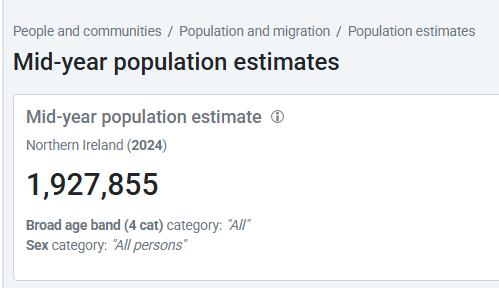 People and communities / Population and migration / Population estimates
Mid-year population estimates
Mid-year population estimate ⓘ
Northern Ireland (2024)
1,927,855
Broad age band (4 cat) category: "All"
Sex category: "All persons"